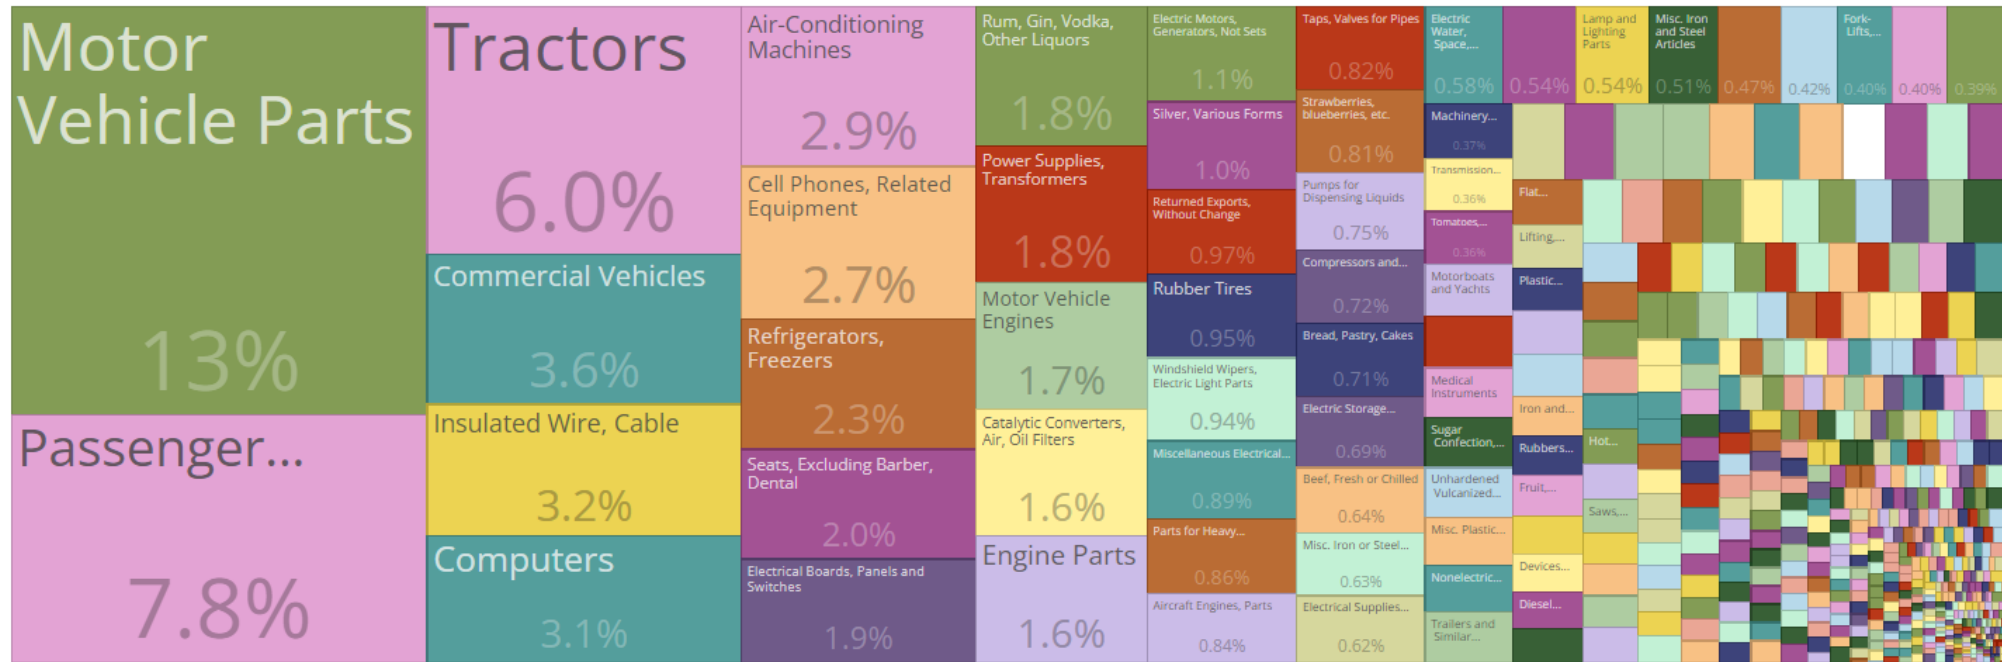 Motor
Vehicle Parts
13%
Passenger...
7.8%
Tractors
6.0%
Commercial Vehicles
3.6%
Insulated Wire, Cable
3.2%
Computers
3.1%
Air-Conditioning
Machines
2.9%
Cell Phones, Related
Equipment
2.7%
Refrigerators,
Freezers
2.3%
Seats, Excluding Barber,
Dental
2.0%
Electrical Boards, Panels and
Switches
1.9%
Rum, Gin, Vodka,
Other Liquors
1.8%
Power Supplies,
Transformers
1.8%
Motor Vehicle
Engines
1.7%
Catalytic Converters,
Air, Oil Filters
1.6%
Engine Parts
1.6%
Electric Motors,
Generators, Not Sets
1.1%
Silver, Various Forms
1.0%
Returned Exports,
Without Change
0.97%
Rubber Tires
0.95%
Windshield Wipers,
Electric Light Parts
0.94%
Miscellaneous Electrical...
0.89%
Parts for Heavy...
0.86%
Aircraft Engines, Parts
0.84%
Taps, Valves for Pipes
0.82%
Strawberries,
blueberries, etc.
0.81%
Pumps for
Dispensing Liquids
0.75%
Compressors and...
0.72%
Bread, Pastry, Cakes
0.71%
Electric Storage...
0.69%
Beef, Fresh or Chilled
0.64%
Misc. Iron or Steel...
0.63%
Electrical Supplies...
0.62%
Electric
Water,
Space,...
0.58%
0.54%
Lamp and
Lighting
Parts
0.54%
Misc. Iron
and Steel
Articles
0.51%
0.47%
0.42%
Fork-
Lifts,...
0.40%
0.40%
0.39%
Machinery...
0.37%
Transmission...
0.36%
Tomatoes,...
0.36%
Motorboats
and Yachts
Medical
Instruments
Sugar
Confection,...
Unhardened
Vulcanized...
Misc. Plastic...
Nonelectric...
Trailers and
Similar...
Flat...
Lifting,...
Plastic...
Iron and...
Rubbers...
Fruit,...
Devices...
Diesel...
Hot...
Saws,...